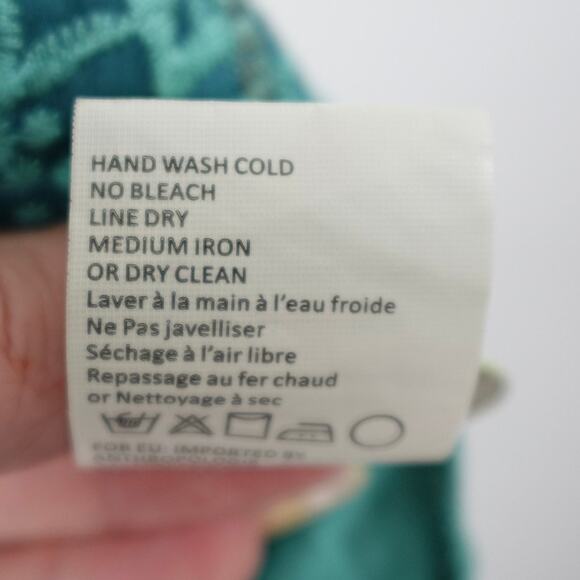 HAND WASH COLD
NO BLEACH
LINE DRY
MEDIUM IRON
OR DRY CLEAN
Laver à la main à l'eau froide
Ne Pas javelliser
Séchage à l'air libre
Repassage au fer chaud
or Nettoyage à sec
FOR EU: IMPORTED BY
ANTHROPOLOGIE